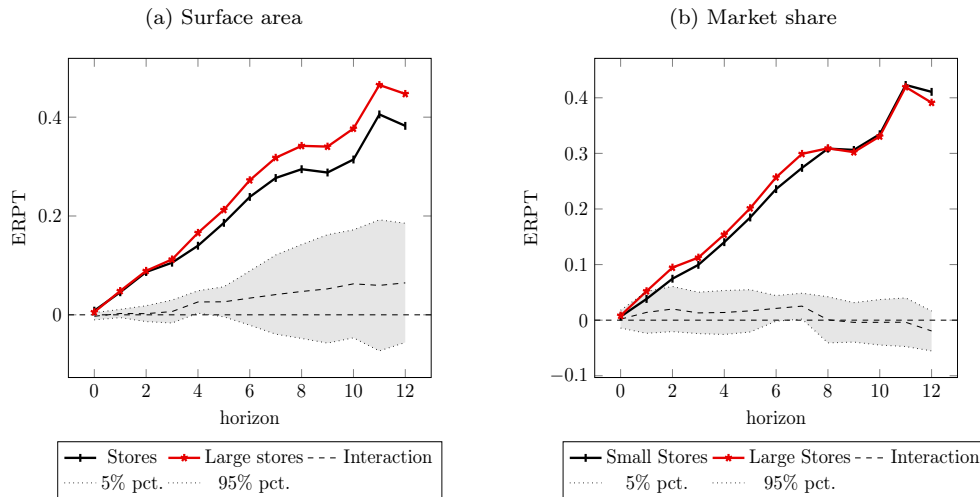 (a) Surface area
(b) Market share
0.4
0.2
0
ERPT
0 2 4 6 8 10 12
horizon
Stores Large stores Interaction
5% pct. 95% pct.
0.4
0.3
0.2
0.1
0
−0.1
ERPT
0 2 4 6 8 10 12
horizon
Small Stores Large Stores Interaction
5% pct. 95% pct.